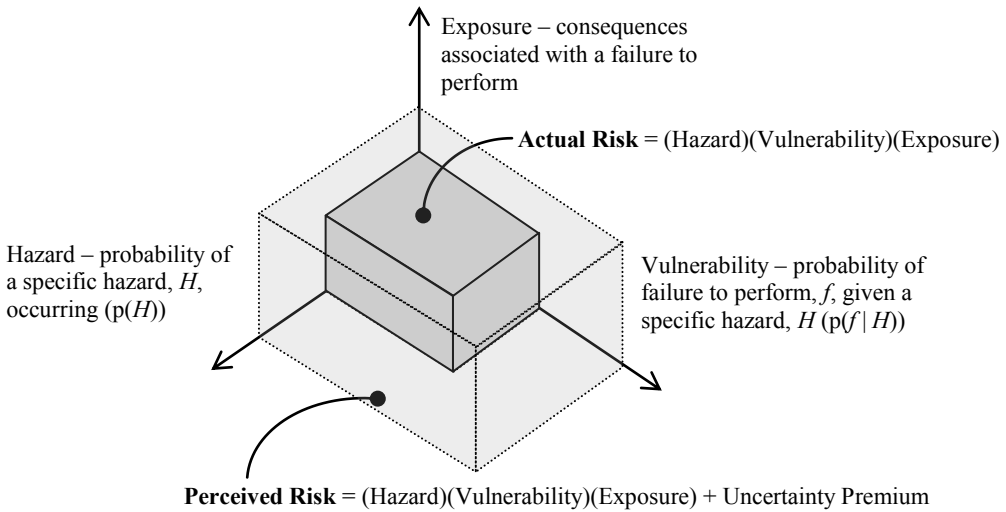 Exposure – consequences
associated with a failure to
perform
Actual Risk = (Hazard)(Vulnerability)(Exposure)
Hazard – probability of
a specific hazard, H,
occurring (p(H))
Vulnerability – probability of
failure to perform, f, given a
specific hazard, H (p(f | H))
Perceived Risk = (Hazard)(Vulnerability)(Exposure) + Uncertainty Premium